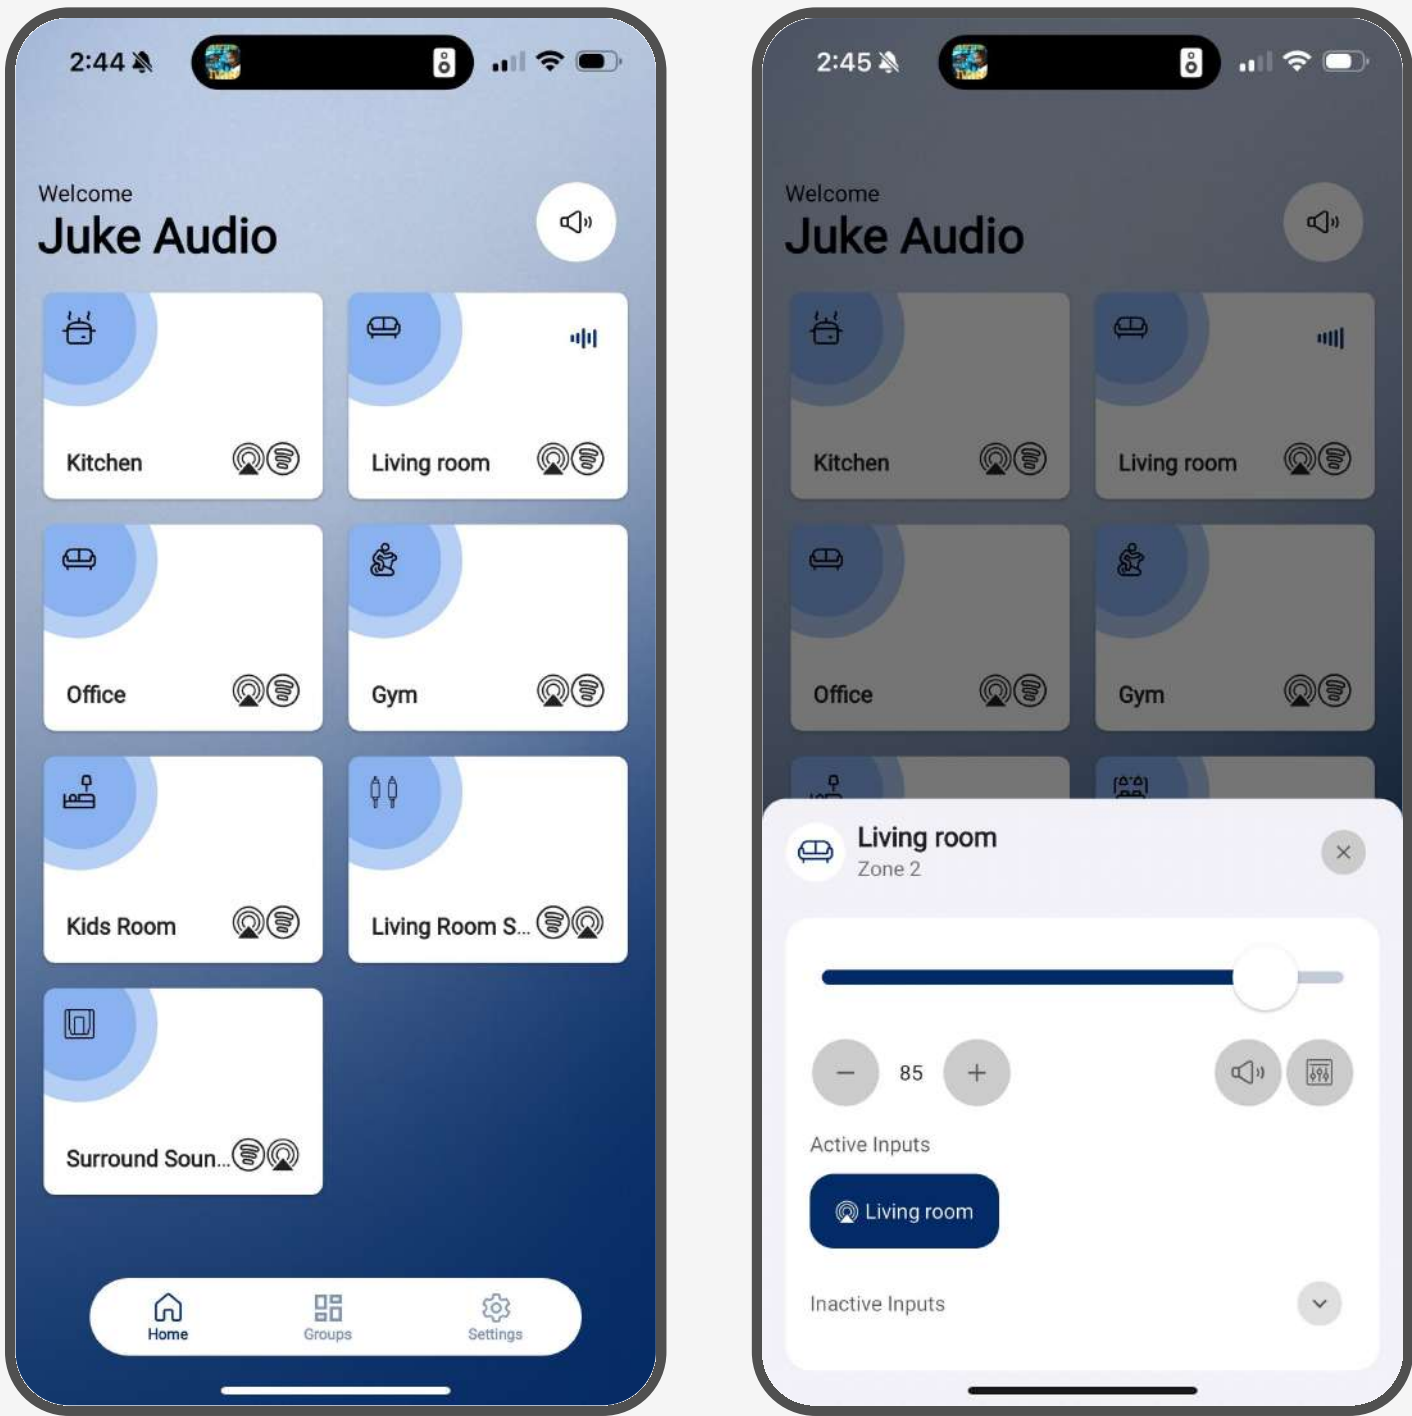 2:44
Welcome
Juke Audio
Kitchen
Living room
Office
Gym
Kids Room
Living Room S...
Surround Soun...
Home
Groups
Settings
2:45
Welcome
Juke Audio
Kitchen
Living room
Office
Gym
Living room
Zone 2
85
Active Inputs
Living room
Inactive Inputs